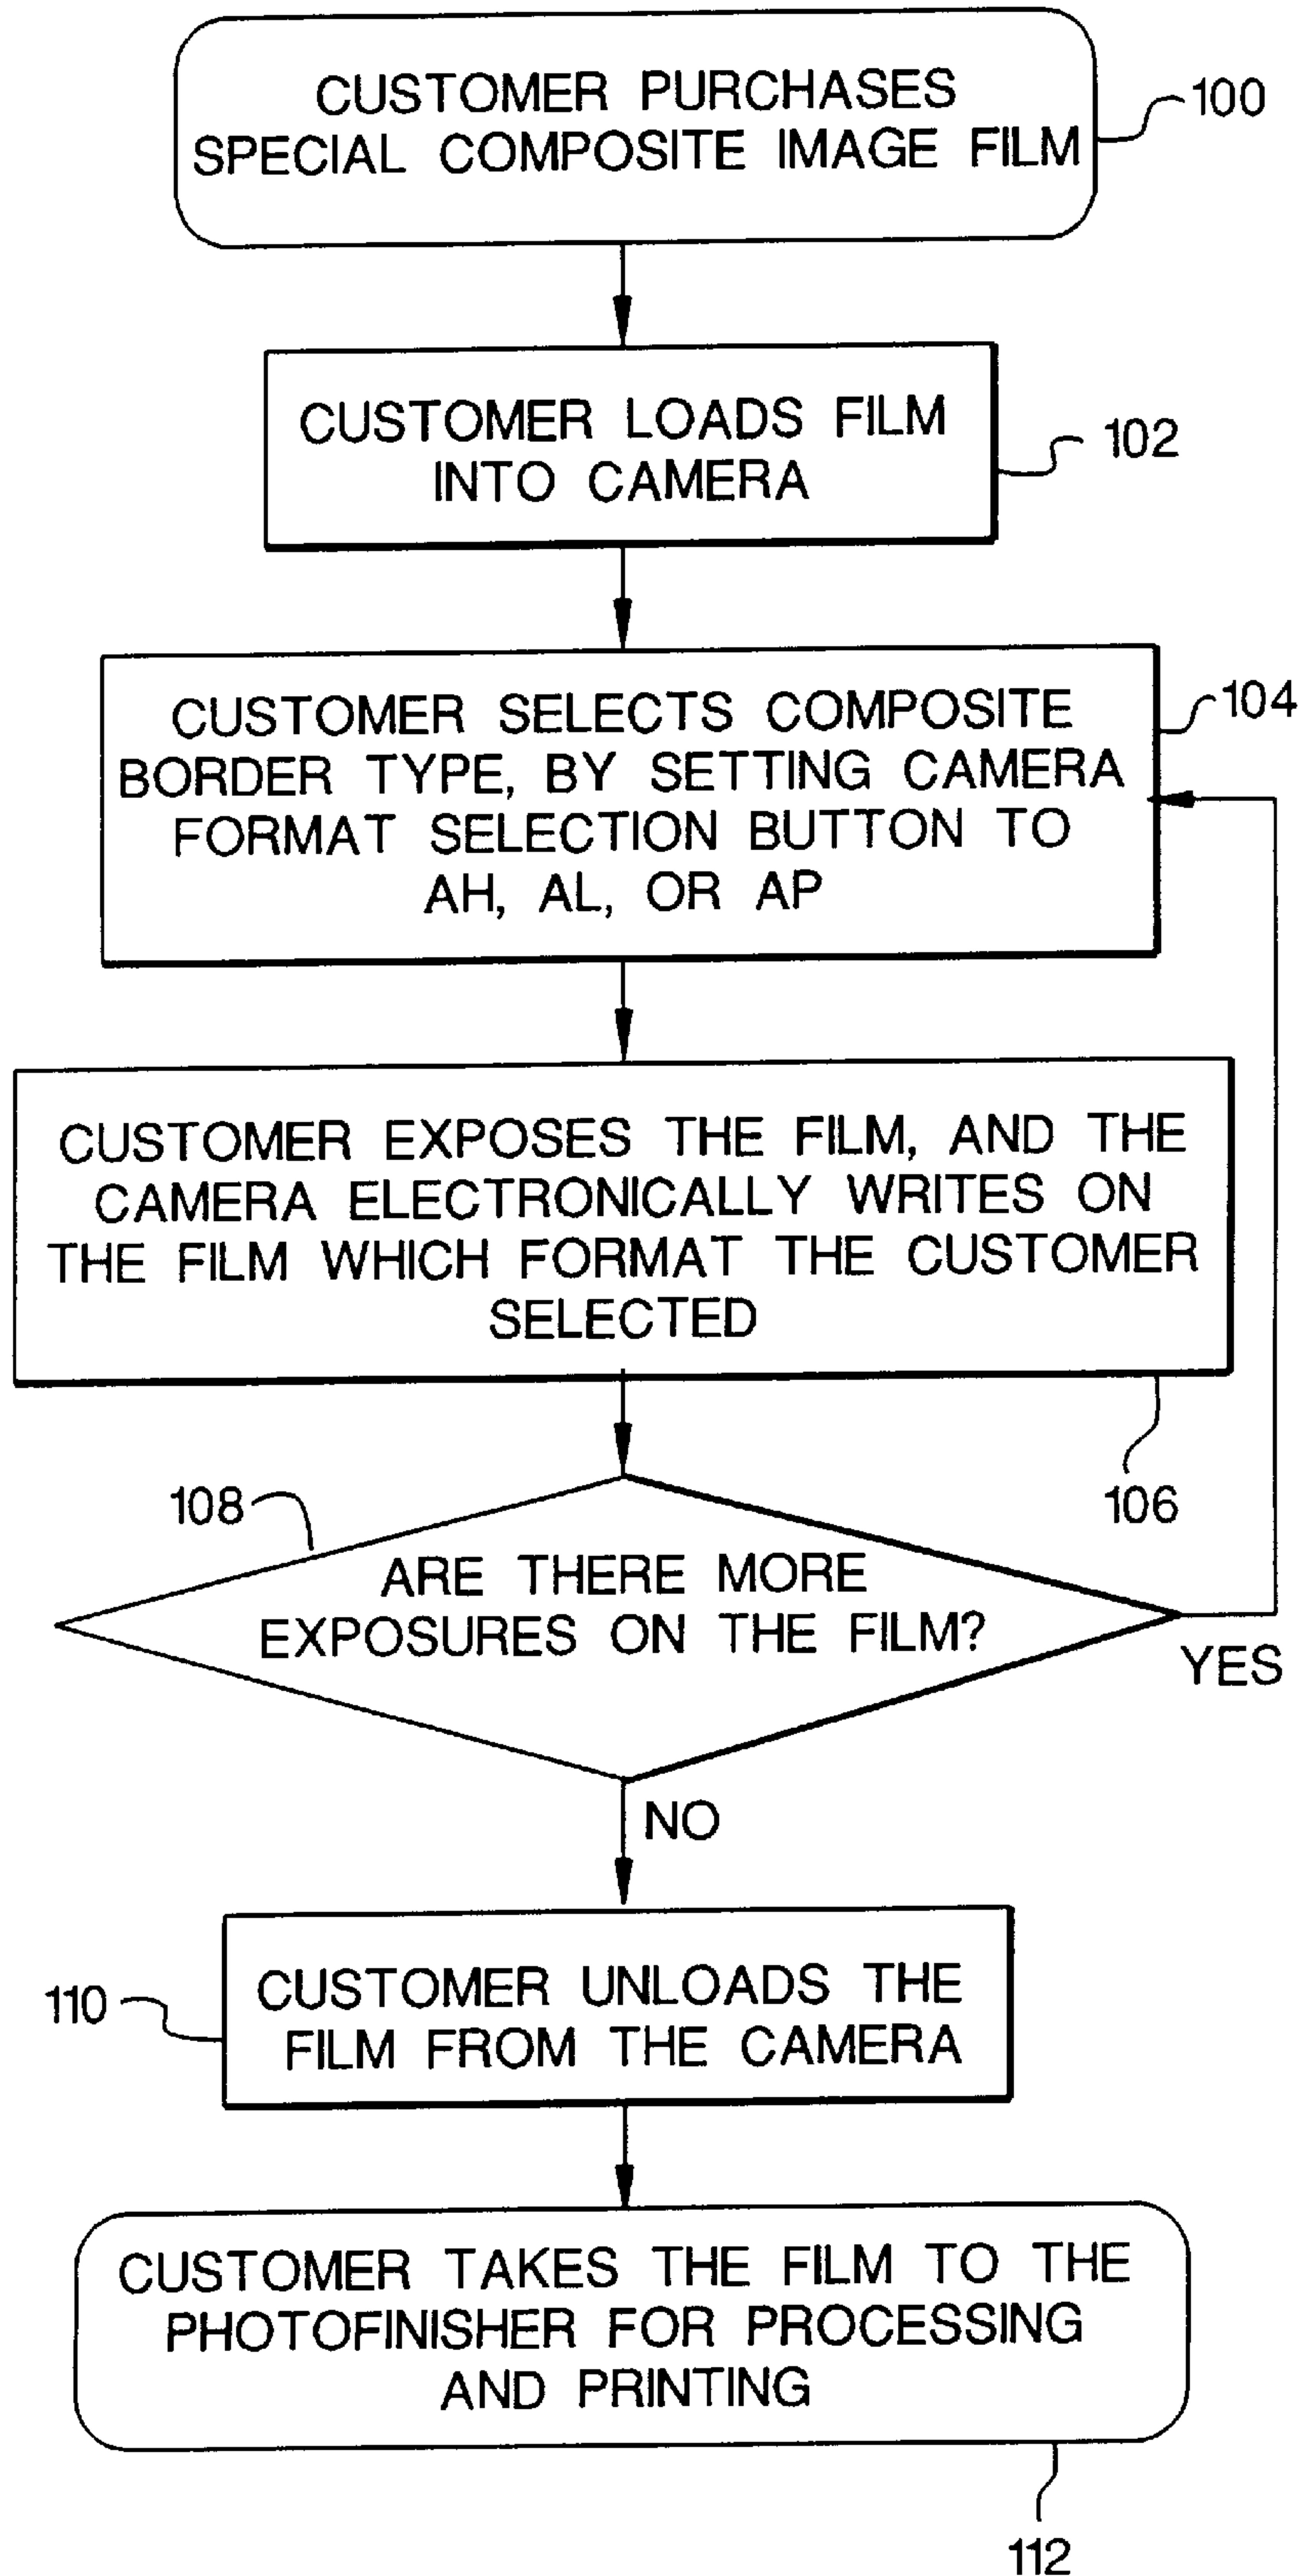 CUSTOMER PURCHASES
SPECIAL COMPOSITE IMAGE FILM
100
CUSTOMER LOADS FILM
INTO CAMERA
102
CUSTOMER SELECTS COMPOSITE
BORDER TYPE, BY SETTING CAMERA
FORMAT SELECTION BUTTON TO
AH, AL, OR AP
104
CUSTOMER EXPOSES THE FILM, AND THE
CAMERA ELECTRONICALLY WRITES ON
THE FILM WHICH FORMAT THE CUSTOMER
SELECTED
106
108
ARE THERE MORE
EXPOSURES ON THE FILM?
YES
NO
110
CUSTOMER UNLOADS THE
FILM FROM THE CAMERA
CUSTOMER TAKES THE FILM TO THE
PHOTOFINISHER FOR PROCESSING
AND PRINTING
112